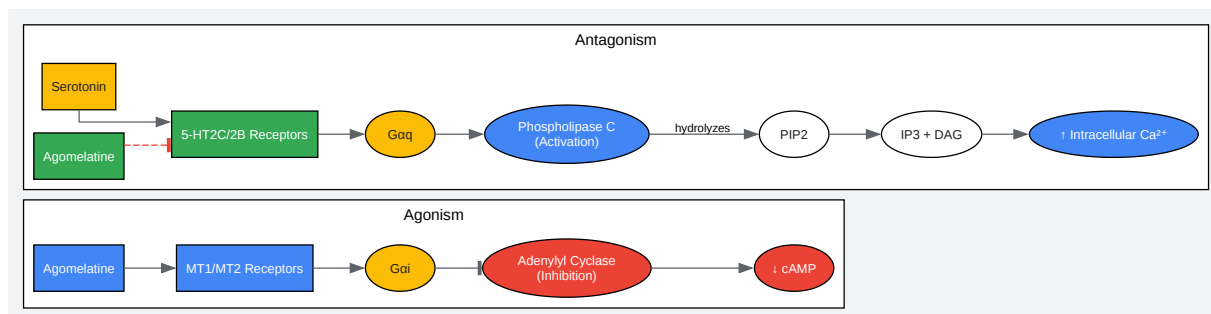 Antagonism
Serotonin
Agomelatine
5-HT2C/2B Receptors
Gαq
Phospholipase C
(Activation)
hydrolyzes
PIP2
IP3 + DAG
↑ Intracellular Ca²⁺
Agonism
Agomelatine
MT1/MT2 Receptors
Gαi
Adenylyl Cyclase
(Inhibition)
↓ cAMP